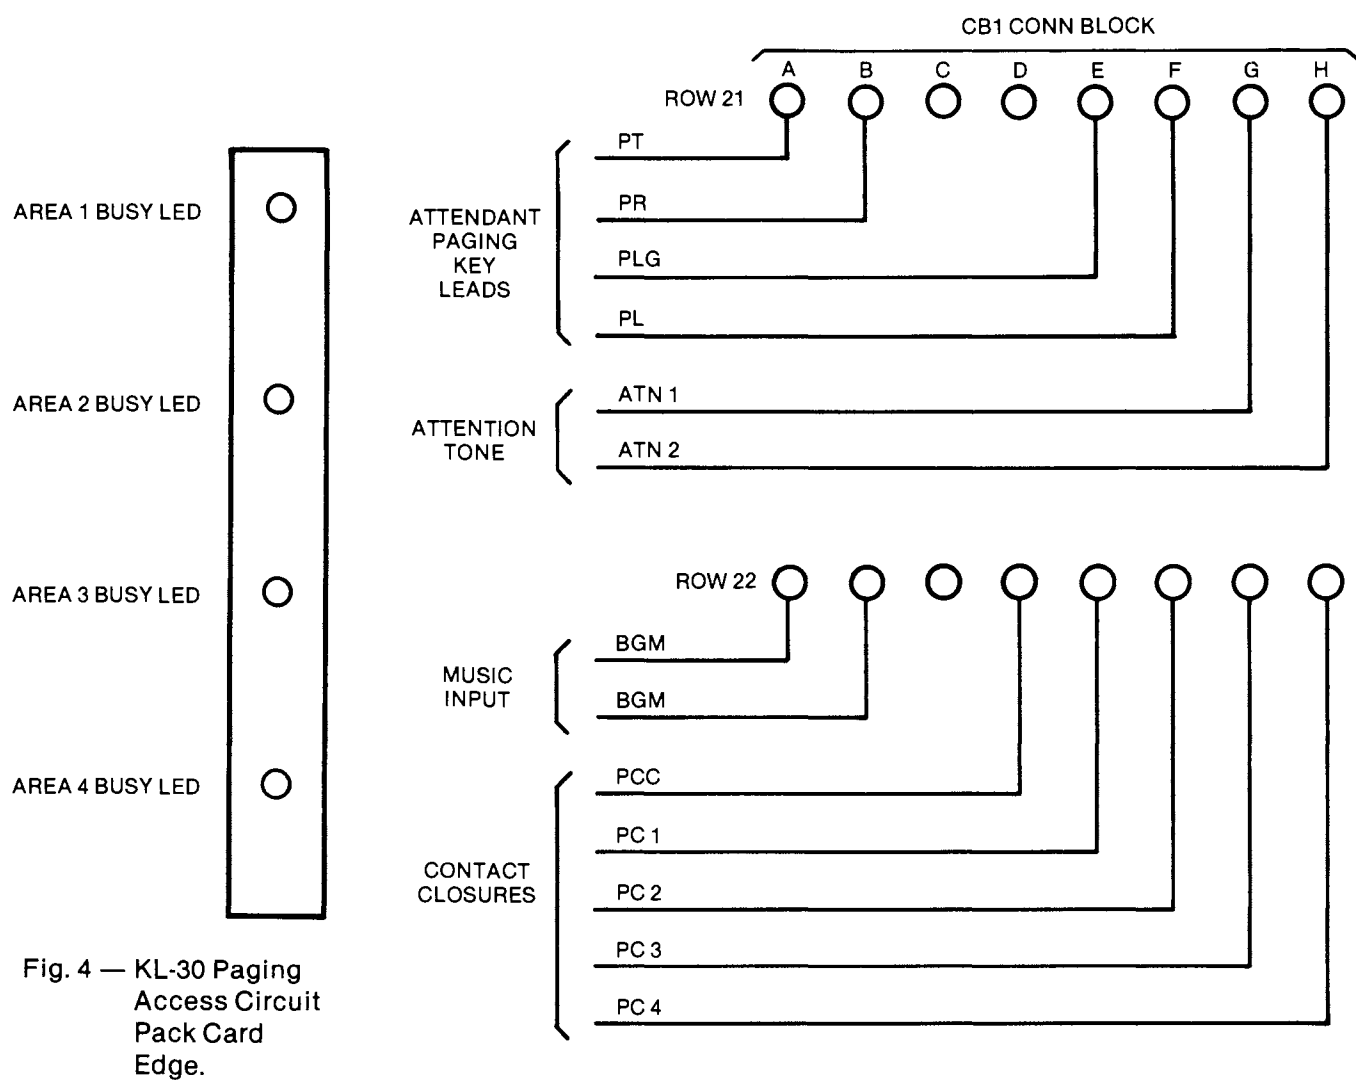 CB1 CONN BLOCK
A B C D E F G H
ROW 21
PT
PR
PLG
PL
ATTENDANT
PAGING
KEY
LEADS
ATN 1
ATN 2
ATTENTION
TONE
ROW 22
BGM
BGM
MUSIC
INPUT
PCC
PC 1
PC 2
PC 3
PC 4
CONTACT
CLOSURES
AREA 1 BUSY LED
AREA 2 BUSY LED
AREA 3 BUSY LED
AREA 4 BUSY LED
Fig. 4 — KL-30 Paging
Access Circuit
Pack Card
Edge.